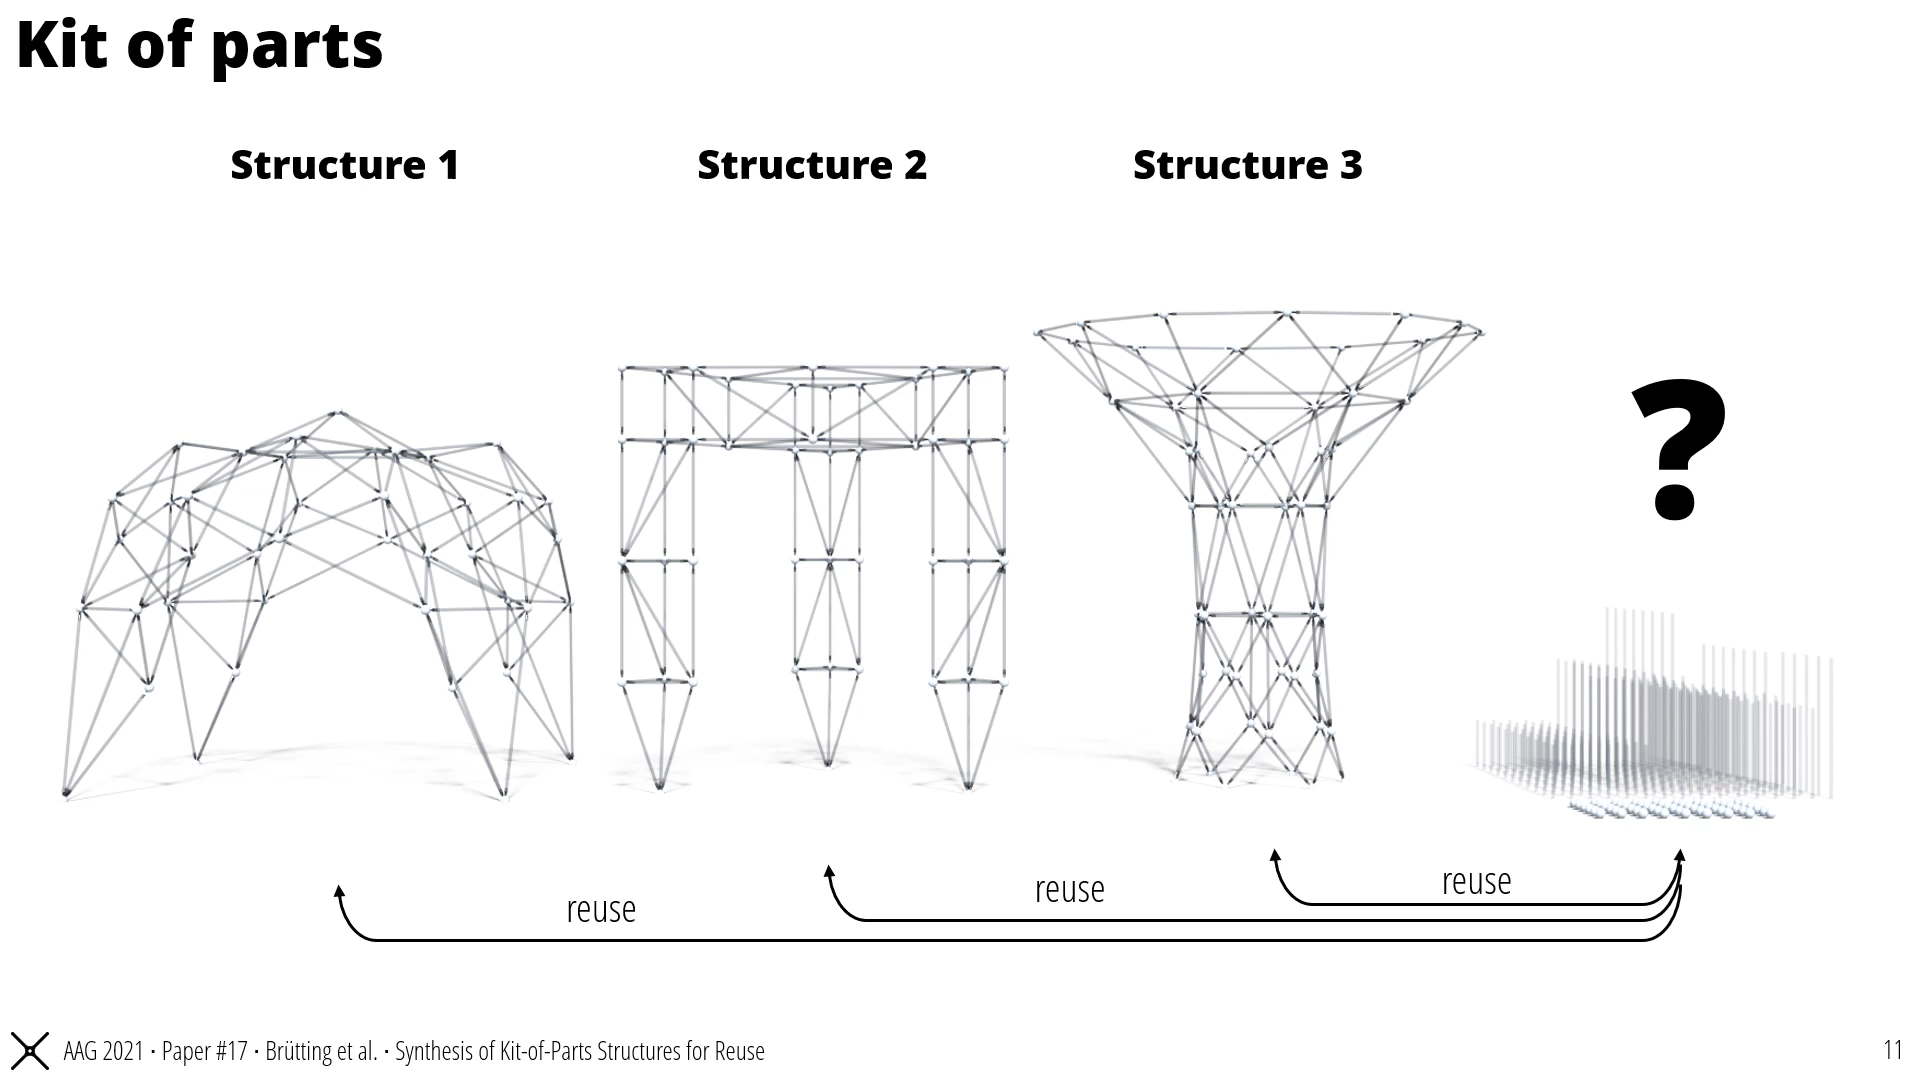 Kit of parts
Structure 1
Structure 2
Structure 3
?
reuse
reuse
reuse
AAG 2021 · Paper #17 · Brütting et al. · Synthesis of Kit-of-Parts Structures for Reuse
11